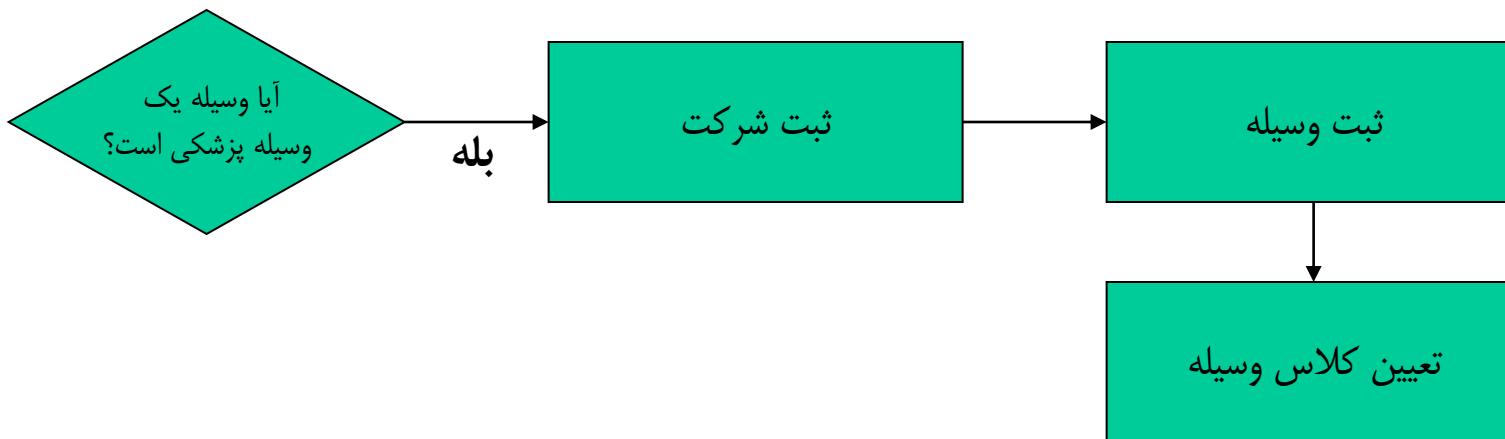 آیا وسیله یک
وسیله پزشکی است؟
بله
ثبت شرکت
ثبت وسیله
تعیین کلاس وسیله